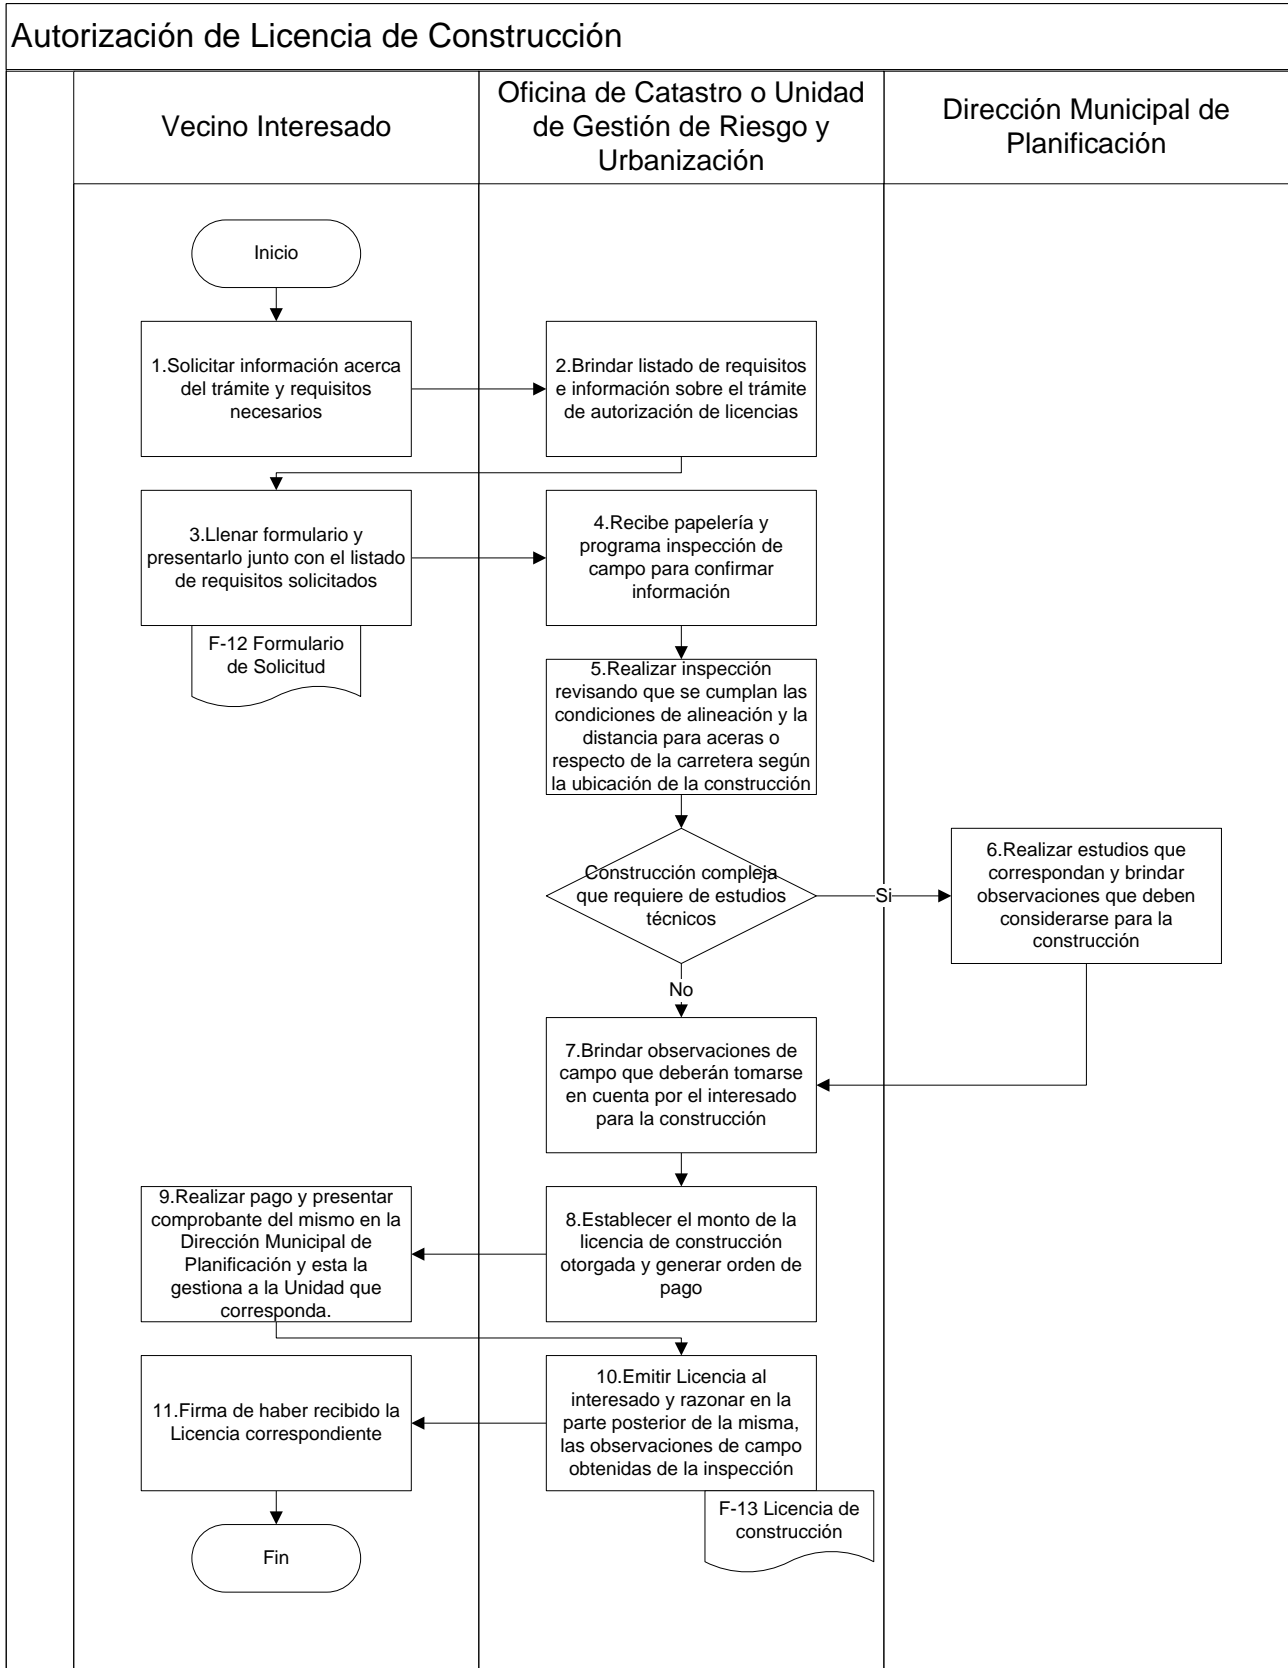 Autorización de Licencia de Construcción
Vecino Interesado
Oficina de Catastro o Unidad
de Gestión de Riesgo y
Urbanización
Dirección Municipal de
Planificación
Inicio
1.Solicitar información acerca
del trámite y requisitos
necesarios
2.Brindar listado de requisitos
e información sobre el trámite
de autorización de licencias
3.Llenar formulario y
presentarlo junto con el listado
de requisitos solicitados
F-12 Formulario
de Solicitud
4.Recibe papelería y
programa inspección de
campo para confirmar
información
5.Realizar inspección
revisando que se cumplan las
condiciones de alineación y la
distancia para aceras o
respecto de la carretera según
la ubicación de la construcción
Construcción compleja
que requiere de estudios
técnicos
Si
6.Realizar estudios que
correspondan y brindar
observaciones que deben
considerarse para la
construcción
No
7.Brindar observaciones de
campo que deberán tomarse
en cuenta por el interesado
para la construcción
8.Establecer el monto de la
licencia de construcción
otorgada y generar orden de
pago
9.Realizar pago y presentar
comprobante del mismo en la
Dirección Municipal de
Planificación y esta la
gestiona a la Unidad que
corresponda.
10.Emitir Licencia al
interesado y razonar en la
parte posterior de la misma,
las observaciones de campo
obtenidas de la inspección
F-13 Licencia de
construcción
11.Firma de haber recibido la
Licencia correspondiente
Fin